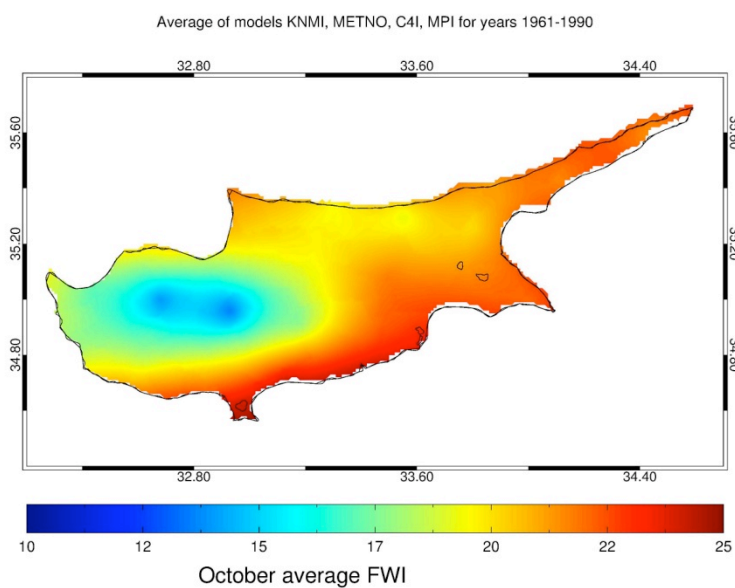 Average of models KNMI, METNO, C4I, MPI for years 1961-1990
32.80 33.60 34.40
35.60 35.60
35.20 35.20
34.80 34.80
32.80 33.60 34.40
10 12 15 17 20 22 25
October average FWI